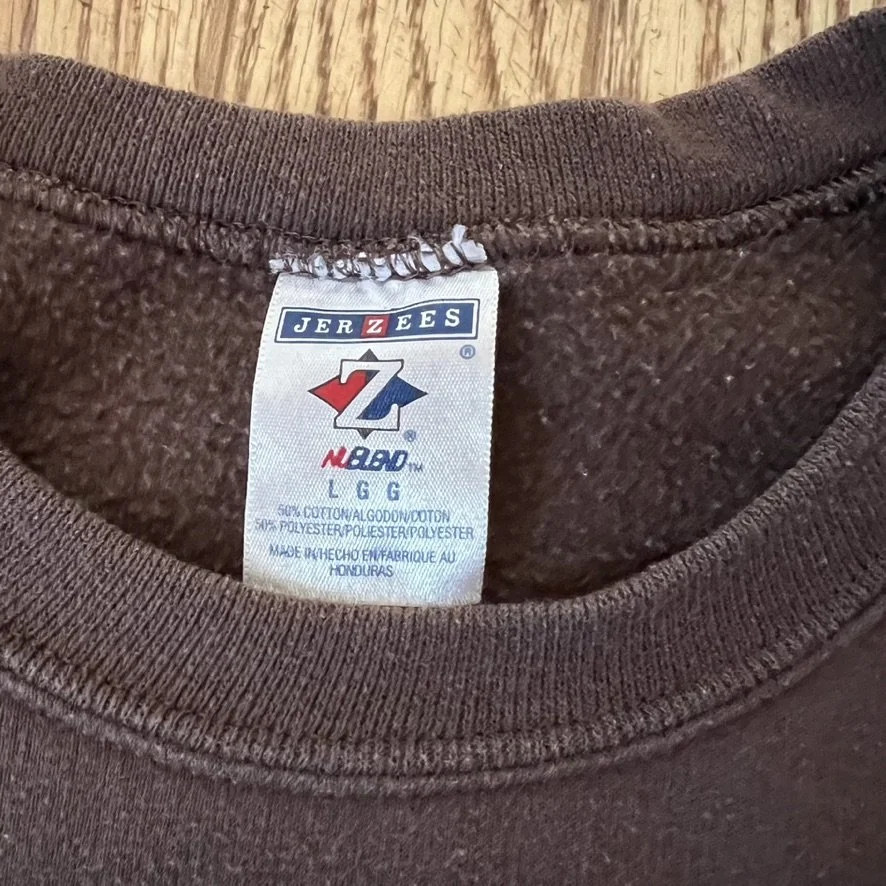 JERZEES
®
Z
®
NUBLEND™
L G G
50% COTTON/ALGODON/COTON
50% POLYESTER/POLIESTER/POLYESTER
MADE IN/HECHO EN/FABRIQUE AU
HONDURAS